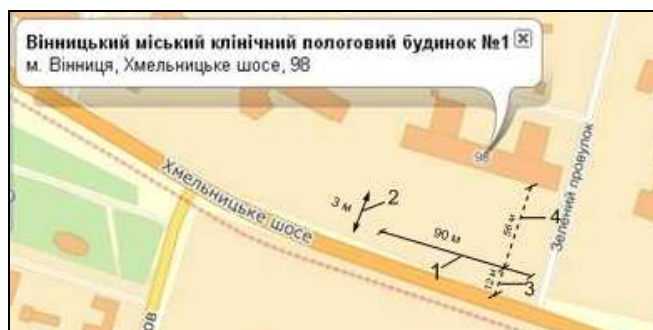 Вінницький міський клінічний пологовий будинок №1
м. Вінниця, Хмельницьке шосе, 98
98
Хмельницьке шосе
Зелений провулок
3 м
2
90 м
1
56 м
4
12 м
3
ов